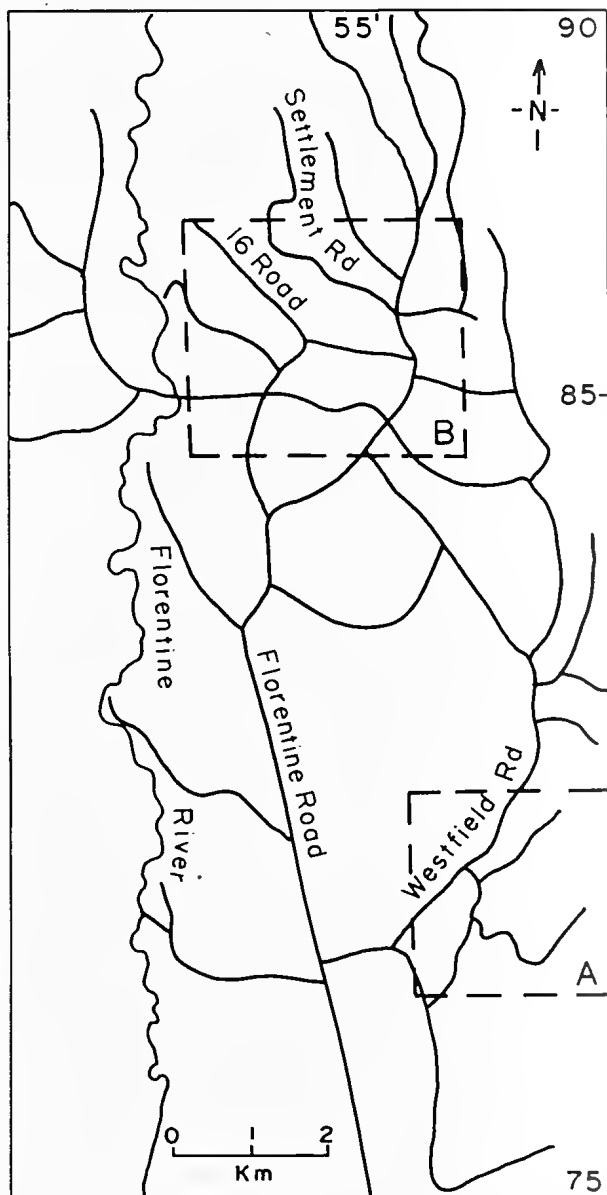 55' 90
-N-
Settlement Rd
16 Road
85-
B
Florentine
River
Florentine Road
Westfield Rd
A
0 1 2
Km
75